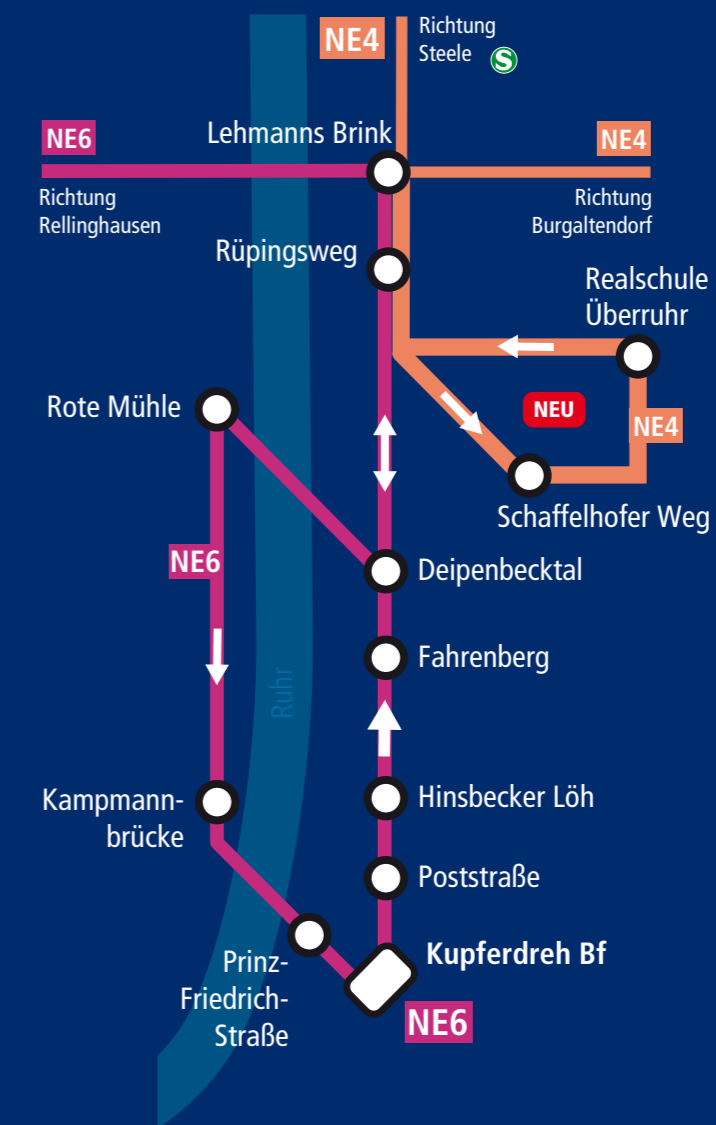 NE4
Richtung
Steele
S
NE6
Lehmanns Brink
NE4
Richtung
Rellinghausen
Richtung
Burgaltendorf
Rüpingsweg
Realschule
Überruhr
Rote Mühle
NEU
NE4
Schaffelhofer Weg
NE6
Deipenbecktal
Fahrenberg
Ruhr
Kampmann-
brücke
Hinsbecker Löh
Poststraße
Prinz-
Friedrich-
Straße
Kupferdreh Bf
NE6